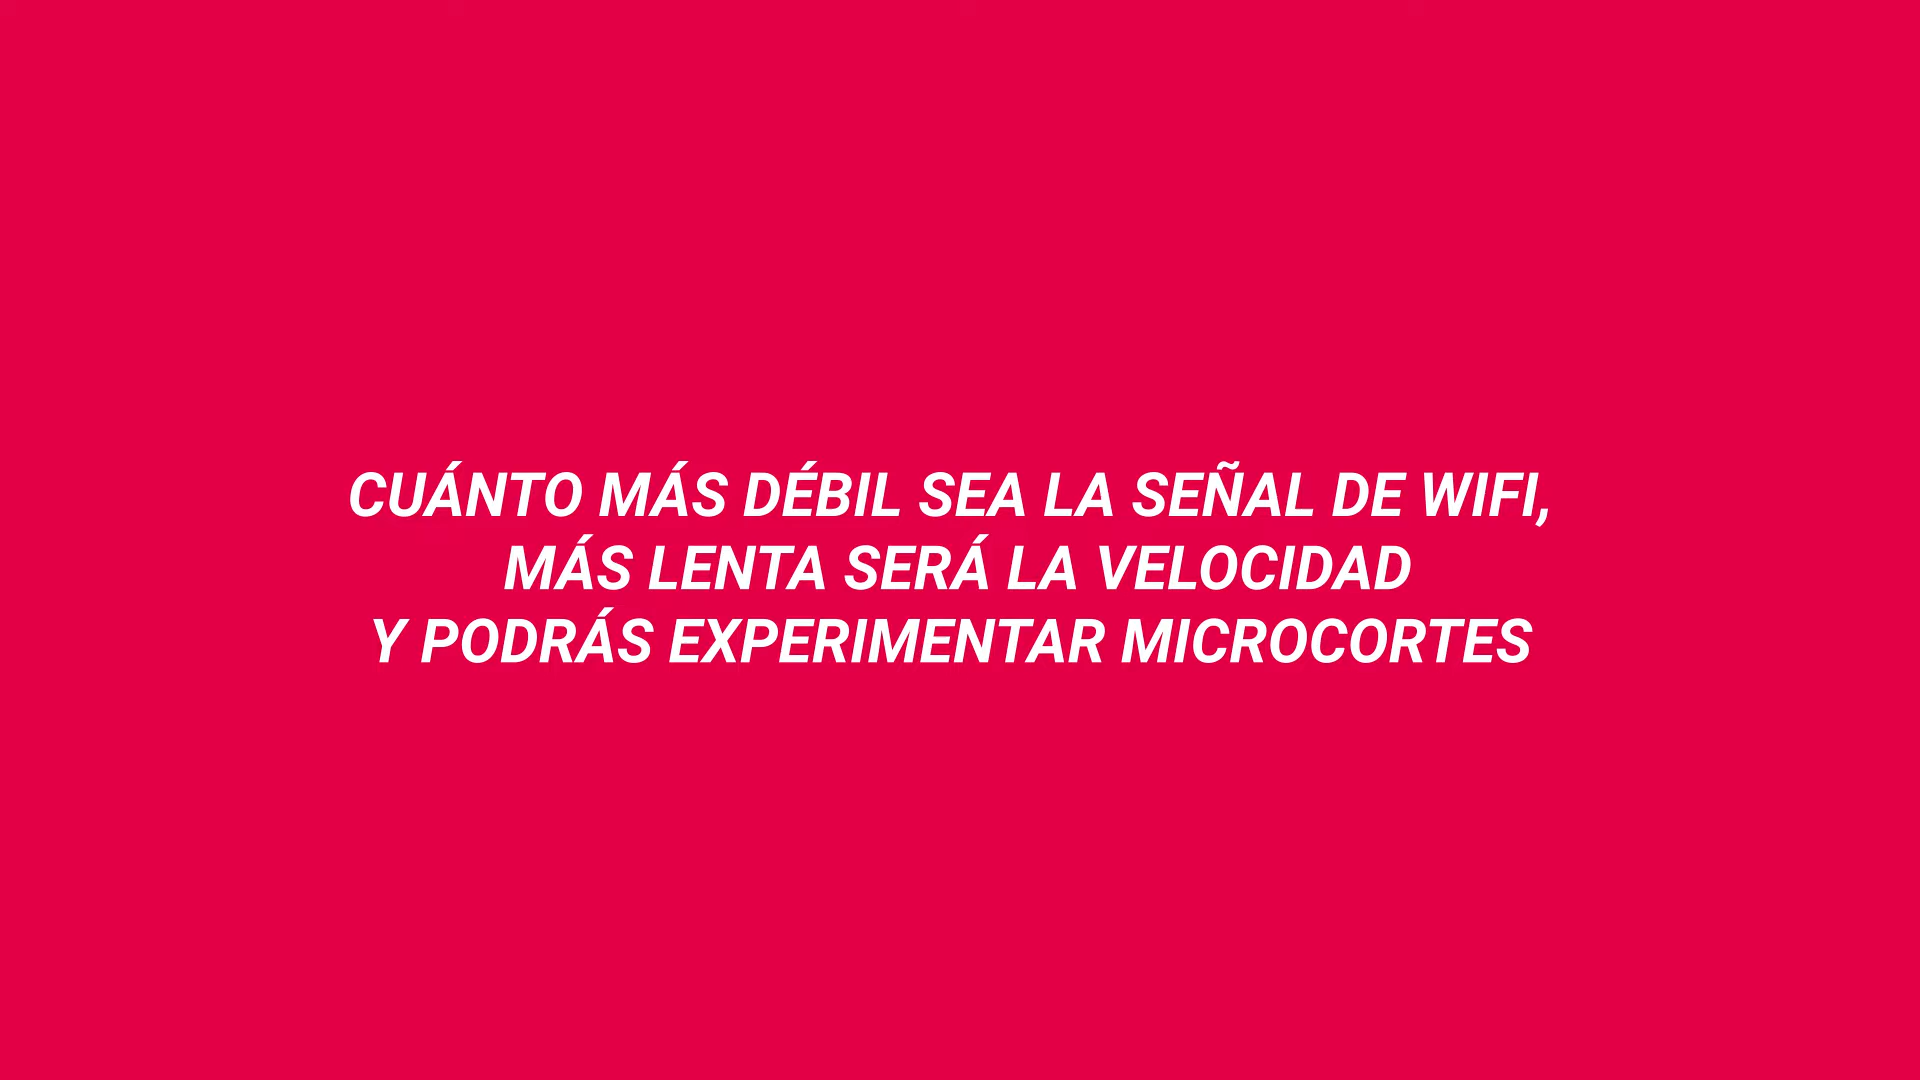 CUÁNTO MÁS DÉBIL SEA LA SEÑAL DE WIFI,
MÁS LENTA SERÁ LA VELOCIDAD
Y PODRÁS EXPERIMENTAR MICROCORTES